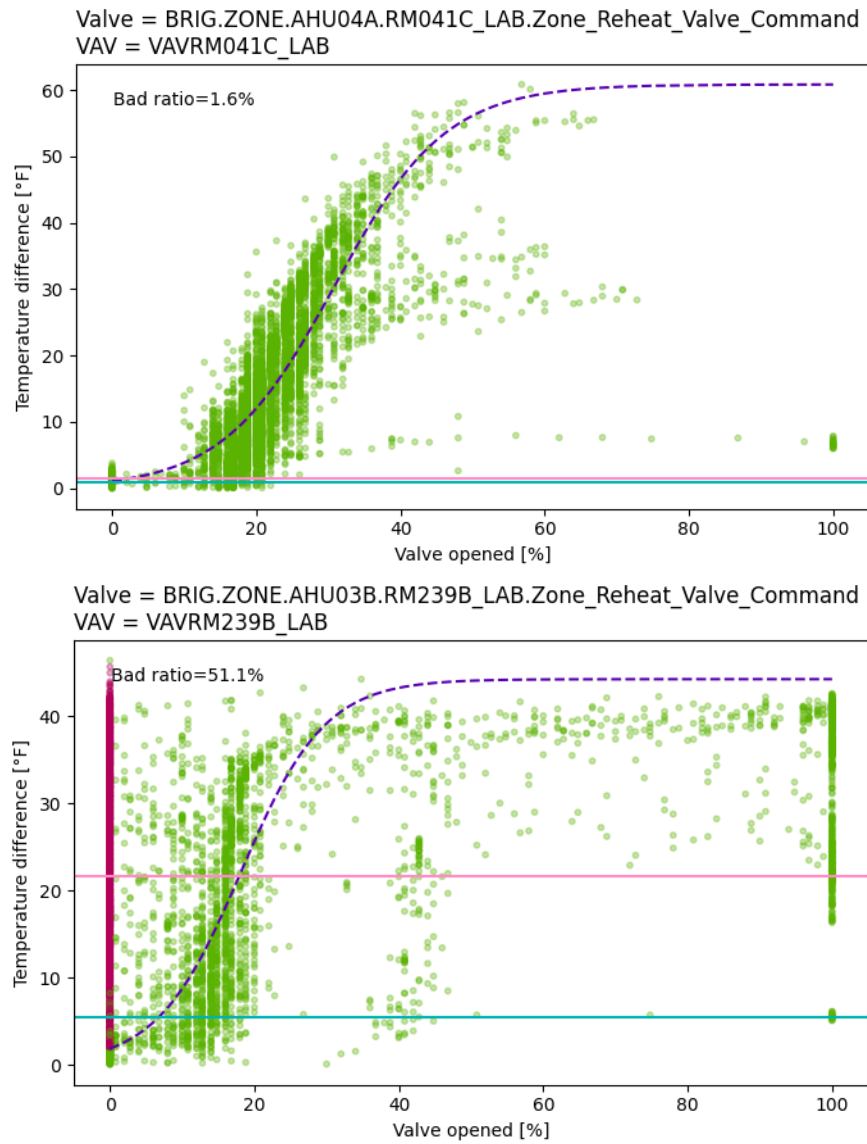 Valve = BRIG.ZONE.AHU04A.RM041C_LAB.Zone_Reheat_Valve_Command
VAV = VAVRM041C_LAB
Bad ratio=1.6%
Temperature difference [°F]
60
50
40
30
20
10
0
0 20 40 60 80 100
Valve opened [%]
Valve = BRIG.ZONE.AHU03B.RM239B_LAB.Zone_Reheat_Valve_Command
VAV = VAVRM239B_LAB
Bad ratio=51.1%
Temperature difference [°F]
40
30
20
10
0
0 20 40 60 80 100
Valve opened [%]